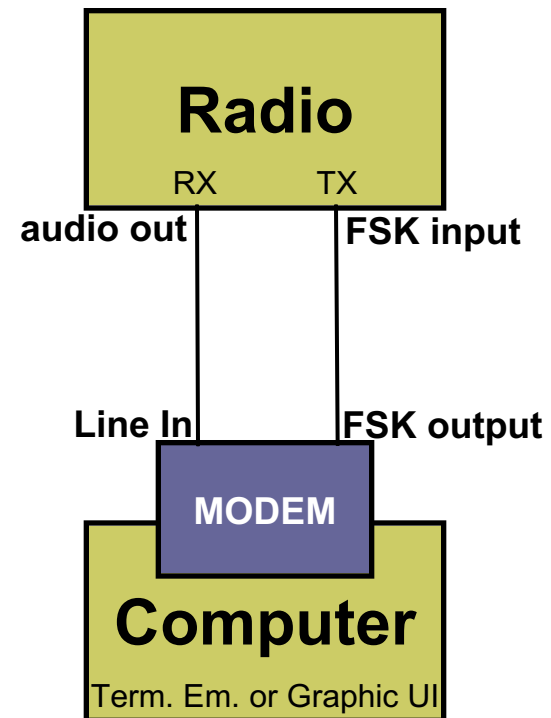 Radio
RX TX
audio out FSK input
Line In FSK output
MODEM
Computer
Term. Em. or Graphic UI